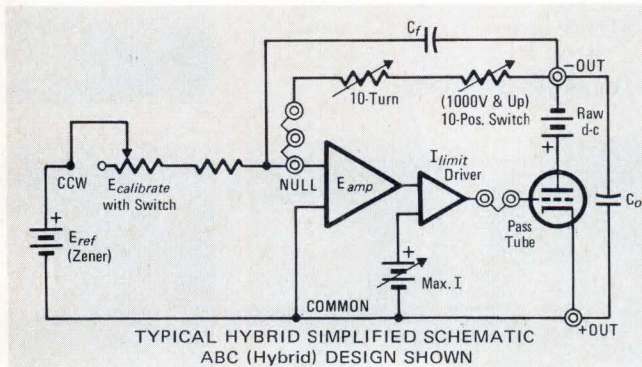 C_f
−OUT
10-Turn
(1000V & Up)
10-Pos. Switch
Raw
d-c
+
CCW
E_calibrate
with Switch
NULL
E_amp
I_limit
Driver
Pass
Tube
C_o
+
E_ref
(Zener)
+
Max. I
COMMON
+OUT
TYPICAL HYBRID SIMPLIFIED SCHEMATIC
ABC (Hybrid) DESIGN SHOWN